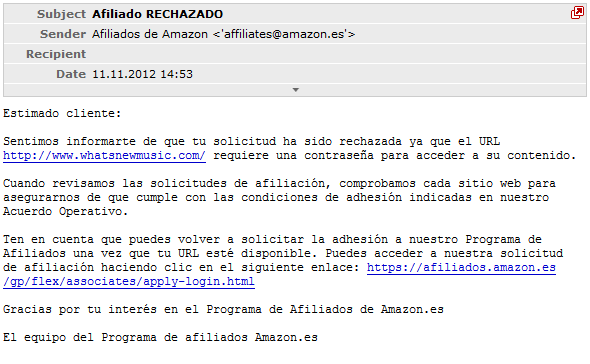 Subject Afiliado RECHAZADO
Sender Afiliados de Amazon <'affiliates@amazon.es'>
Recipient
Date 11.11.2012 14:53
Estimado cliente:
Sentimos informarte de que tu solicitud ha sido rechazada ya que el URL
http://www.whatsnewmusic.com/ requiere una contraseña para acceder a su contenido.
Cuando revisamos las solicitudes de afiliación, comprobamos cada sitio web para
asegurarnos de que cumple con las condiciones de adhesión indicadas en nuestro
Acuerdo Operativo.
Ten en cuenta que puedes volver a solicitar la adhesión a nuestro Programa de
Afiliados una vez que tu URL esté disponible. Puedes acceder a nuestra solicitud
de afiliación haciendo clic en el siguiente enlace: https://afiliados.amazon.es
/gp/flex/associates/apply-login.html
Gracias por tu interés en el Programa de Afiliados de Amazon.es
El equipo del Programa de afiliados Amazon.es